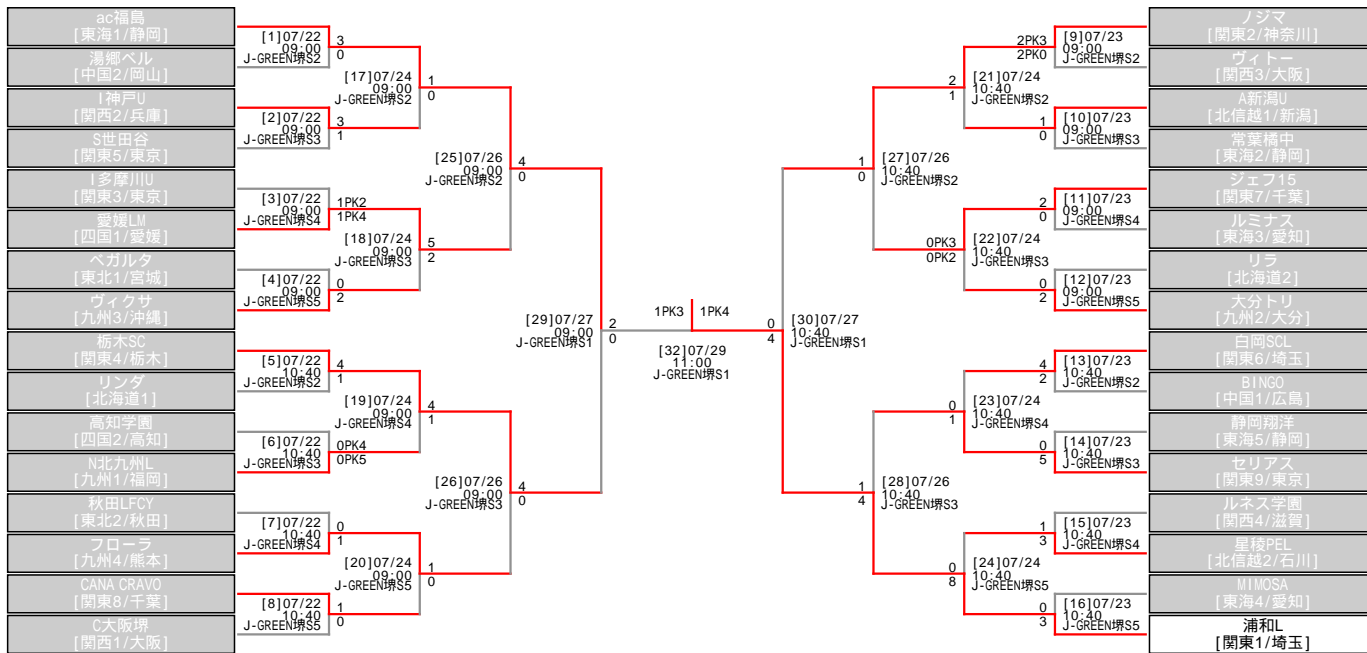 ac福島
[東海1/静岡]
湯郷ベル
[中国2/岡山]
I神戸U
[関西2/兵庫]
S世田谷
[関東5/東京]
I多摩川U
[関東3/東京]
愛媛LM
[四国1/愛媛]
ベガルタ
[東北1/宮城]
ヴィクサ
[九州3/沖縄]
栃木SC
[関東4/栃木]
リンダ
[北海道1]
高知学園
[四国2/高知]
N北九州L
[九州1/福岡]
秋田LFCY
[東北2/秋田]
フローラ
[九州4/熊本]
CANA CRAVO
[関東8/千葉]
C大阪堺
[関西1/大阪]
[1]07/22
09:00
J-GREEN堺S2
3
0
[2]07/22
09:00
J-GREEN堺S3
3
1
[3]07/22
09:00
J-GREEN堺S4
1PK2
1PK4
[4]07/22
09:00
J-GREEN堺S5
0
2
[5]07/22
10:40
J-GREEN堺S2
4
1
[6]07/22
10:40
J-GREEN堺S3
0PK4
0PK5
[7]07/22
10:40
J-GREEN堺S4
0
1
[8]07/22
10:40
J-GREEN堺S5
1
0
[17]07/24
09:00
J-GREEN堺S2
1
0
[18]07/24
09:00
J-GREEN堺S3
5
2
[19]07/24
09:00
J-GREEN堺S4
4
1
[20]07/24
09:00
J-GREEN堺S5
1
0
[25]07/26
09:00
J-GREEN堺S2
4
0
[26]07/26
09:00
J-GREEN堺S3
4
0
[29]07/27
09:00
J-GREEN堺S1
2
0
1PK3
1PK4
[32]07/29
11:00
J-GREEN堺S1
0
4
[30]07/27
10:40
J-GREEN堺S1
1
0
[27]07/26
10:40
J-GREEN堺S2
1
4
[28]07/26
10:40
J-GREEN堺S3
2
1
[21]07/24
10:40
J-GREEN堺S2
0PK3
0PK2
[22]07/24
10:40
J-GREEN堺S3
0
1
[23]07/24
10:40
J-GREEN堺S4
0
8
[24]07/24
10:40
J-GREEN堺S5
2PK3
2PK0
[9]07/23
09:00
J-GREEN堺S2
1
0
[10]07/23
09:00
J-GREEN堺S3
2
0
[11]07/23
09:00
J-GREEN堺S4
0
2
[12]07/23
09:00
J-GREEN堺S5
4
2
[13]07/23
10:40
J-GREEN堺S2
0
5
[14]07/23
10:40
J-GREEN堺S3
1
3
[15]07/23
10:40
J-GREEN堺S4
0
3
[16]07/23
10:40
J-GREEN堺S5
ノジマ
[関東2/神奈川]
ヴィトー
[関西3/大阪]
A新潟U
[北信越1/新潟]
常葉橘中
[東海2/静岡]
ジェフ15
[関東7/千葉]
ルミナス
[東海3/愛知]
リラ
[北海道2]
大分トリ
[九州2/大分]
白岡SCL
[関東6/埼玉]
BINGO
[中国1/広島]
静岡翔洋
[東海5/静岡]
セリアス
[関東9/東京]
ルネス学園
[関西4/滋賀]
星稜PEL
[北信越2/石川]
MIMOSA
[東海4/愛知]
浦和L
[関東1/埼玉]